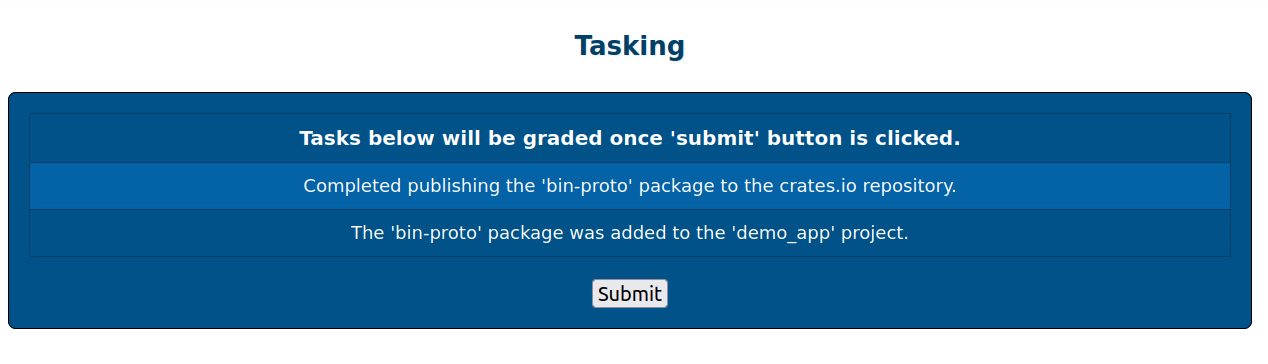 Tasking
Tasks below will be graded once 'submit' button is clicked.
Completed publishing the 'bin-proto' package to the crates.io repository.
The 'bin-proto' package was added to the 'demo_app' project.
Submit